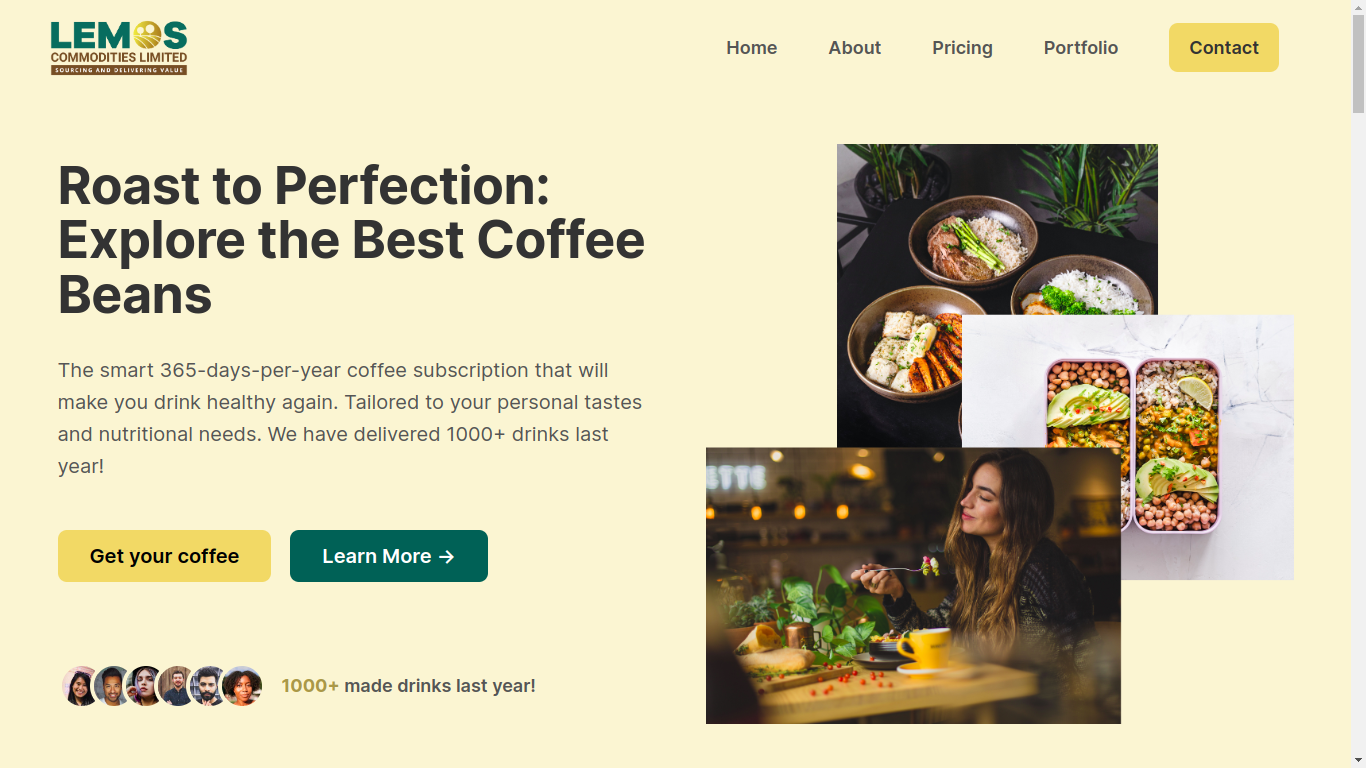 LEMOS
COMMODITIES LIMITED
SOURCING AND DELIVERING VALUE
Home
About
Pricing
Portfolio
Contact
Roast to Perfection:
Explore the Best Coffee
Beans
The smart 365-days-per-year coffee subscription that will
make you drink healthy again. Tailored to your personal tastes
and nutritional needs. We have delivered 1000+ drinks last
year!
Get your coffee
Learn More →
1000+ made drinks last year!